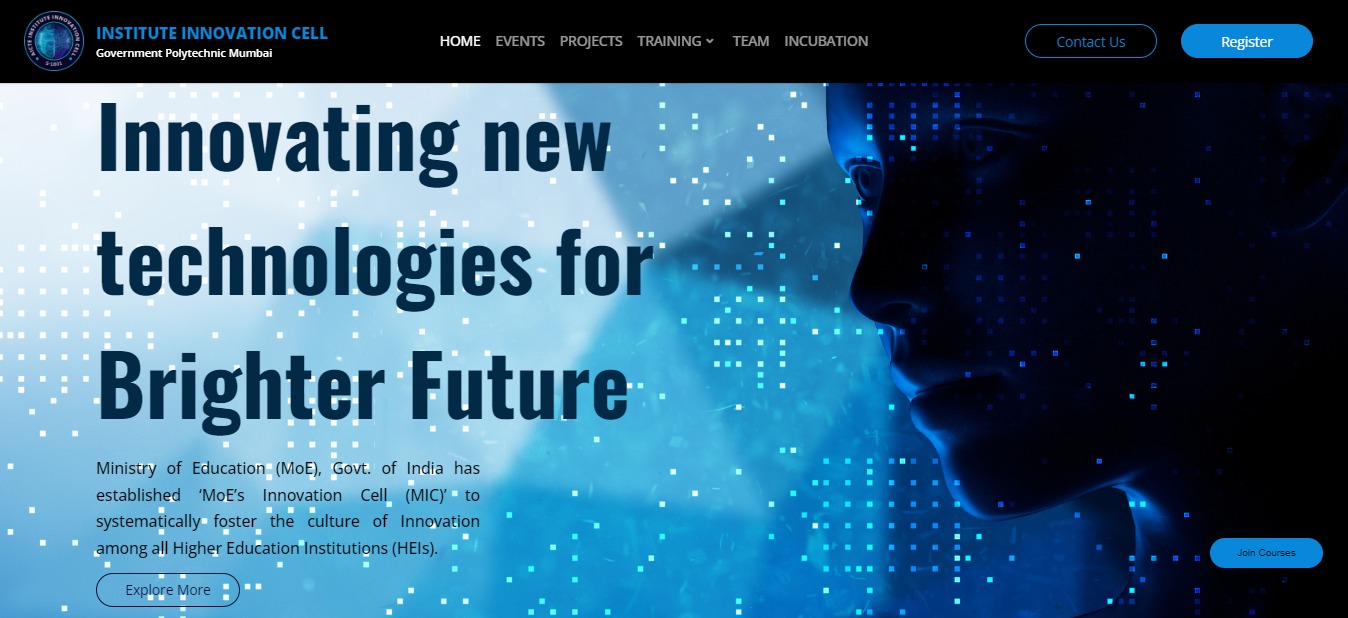 INSTITUTE INNOVATION CELL
Government Polytechnic Mumbai
HOME EVENTS PROJECTS TRAINING TEAM INCUBATION
Contact Us
Register
Innovating new
technologies for
Brighter Future
Ministry of Education (MoE), Govt. of India has
established ‘MoE’s Innovation Cell (MIC)’ to
systematically foster the culture of Innovation
among all Higher Education Institutions (HEIs).
Explore More
Join Courses